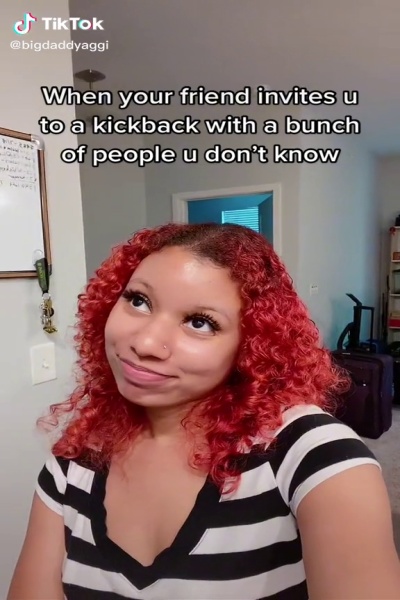 TikTok
@bigdaddyaggi
When your friend invites u
to a kickback with a bunch
of people u don't know